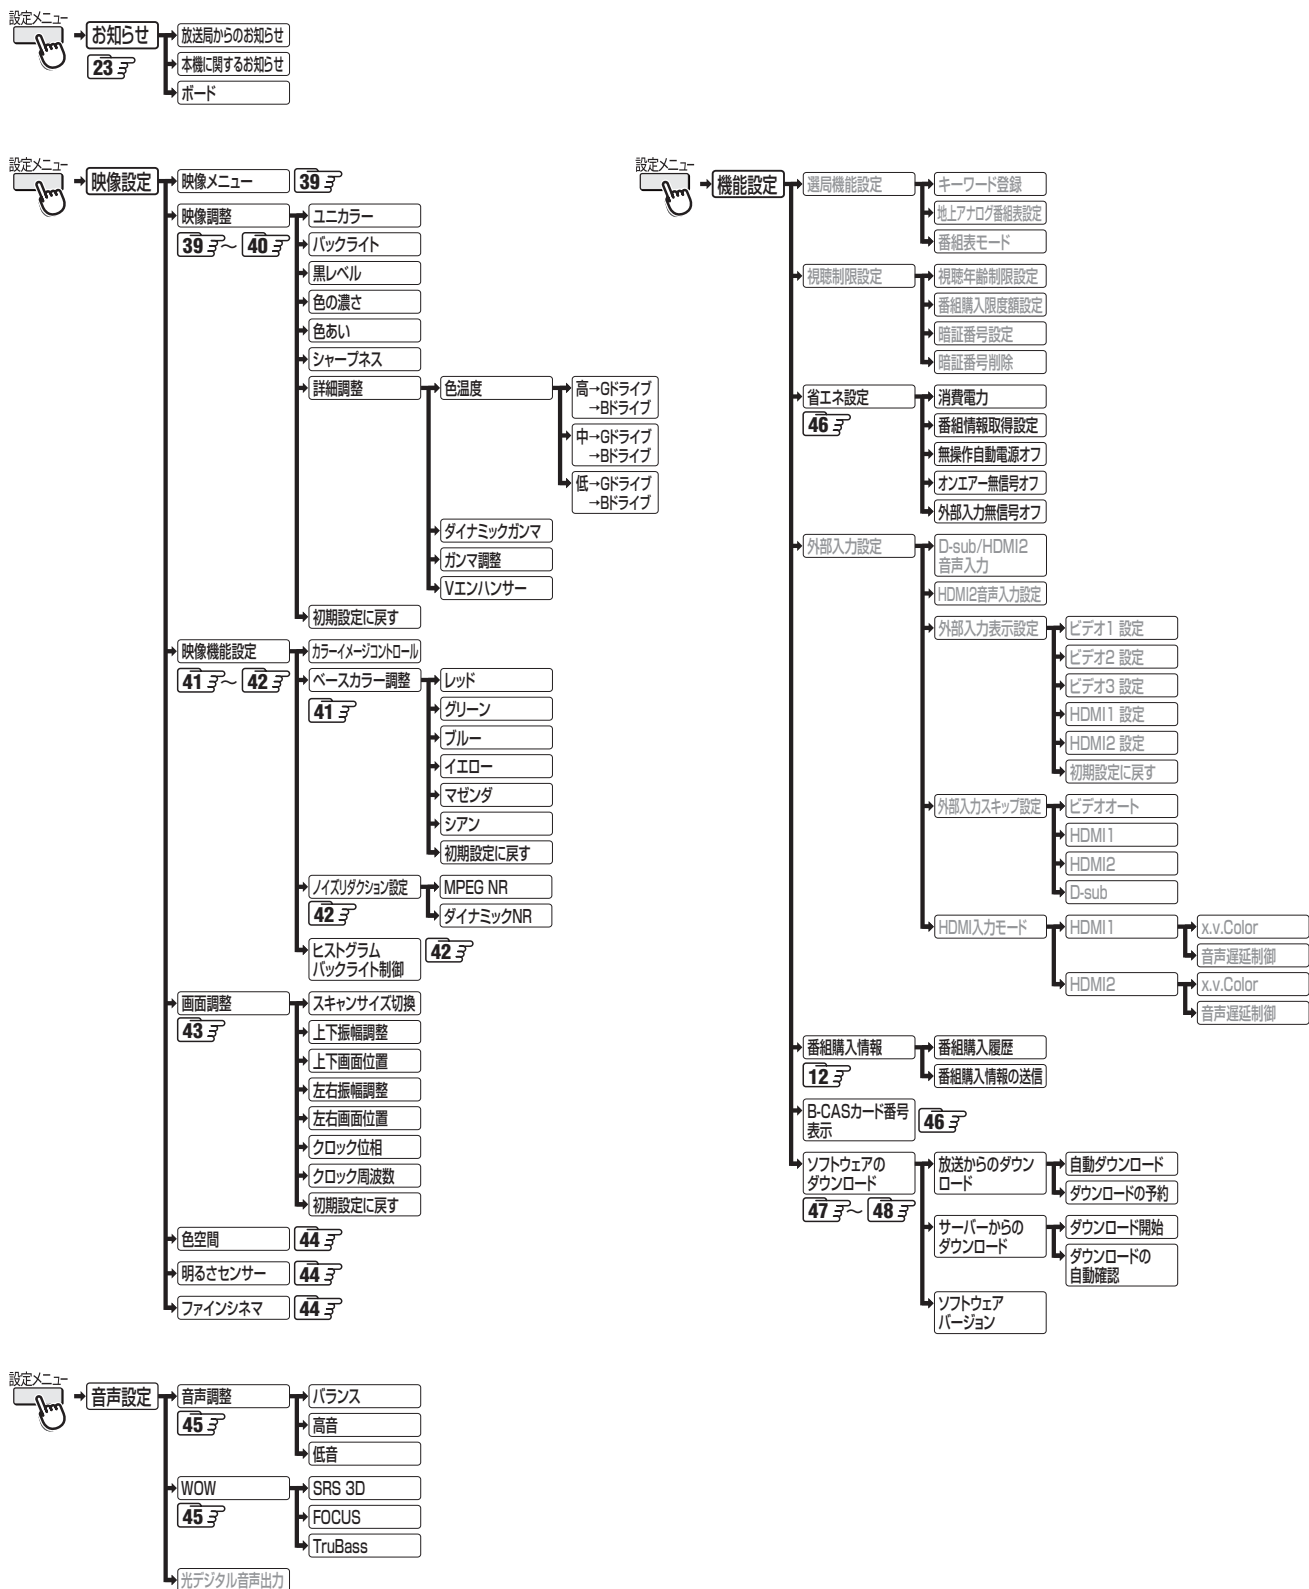 設定メニュー
お知らせ
23
放送局からのお知らせ
本機に関するお知らせ
ボード
設定メニュー
映像設定
映像メニュー
39
映像調整
39 ～ 40
ユニカラー
バックライト
黒レベル
色の濃さ
色あい
シャープネス
詳細調整
色温度
高→Gドライブ
→Bドライブ
中→Gドライブ
→Bドライブ
低→Gドライブ
→Bドライブ
ダイナミックガンマ
ガンマ調整
Vエンハンサー
初期設定に戻す
映像機能設定
41 ～ 42
カラーイメージコントロール
ベースカラー調整
41
レッド
グリーン
ブルー
イエロー
マゼンダ
シアン
初期設定に戻す
ノイズリダクション設定
42
MPEG NR
ダイナミックNR
ヒストグラム
バックライト制御
42
画面調整
43
スキャンサイズ切換
上下振幅調整
上下画面位置
左右振幅調整
左右画面位置
クロック位相
クロック周波数
初期設定に戻す
色空間
44
明るさセンサー
44
ファインシネマ
44
設定メニュー
音声設定
音声調整
45
バランス
高音
低音
WOW
45
SRS 3D
FOCUS
TruBass
光デジタル音声出力
設定メニュー
機能設定
選局機能設定
キーワード登録
地上アナログ番組表設定
番組表モード
視聴制限設定
視聴年齢制限設定
番組購入限度額設定
暗証番号設定
暗証番号削除
省エネ設定
46
消費電力
番組情報取得設定
無操作自動電源オフ
オンエアー無信号オフ
外部入力無信号オフ
外部入力設定
D-sub/HDMI2
音声入力
HDMI2音声入力設定
外部入力表示設定
ビデオ1 設定
ビデオ2 設定
ビデオ3 設定
HDMI1 設定
HDMI2 設定
初期設定に戻す
外部入力スキップ設定
ビデオオート
HDMI1
HDMI2
D-sub
HDMI入力モード
HDMI1
x.v.Color
音声遅延制御
HDMI2
x.v.Color
音声遅延制御
番組購入情報
12
番組購入履歴
番組購入情報の送信
B-CASカード番号
表示
46
ソフトウェアの
ダウンロード
47 ～ 48
放送からのダウン
ロード
自動ダウンロード
ダウンロードの予約
サーバーからの
ダウンロード
ダウンロード開始
ダウンロードの
自動確認
ソフトウェア
バージョン